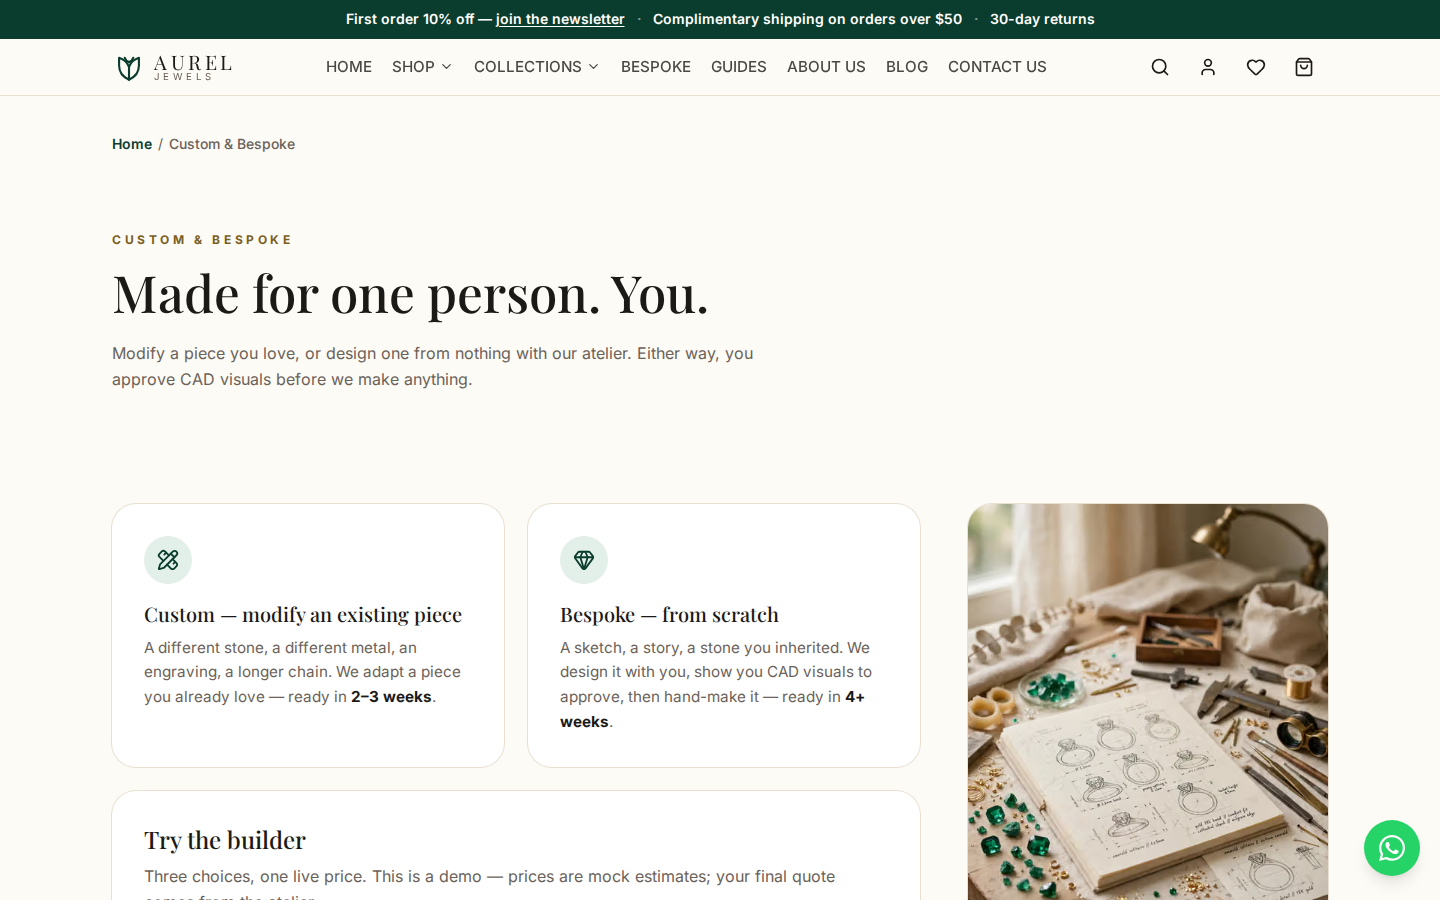 First order 10% off — join the newsletter · Complimentary shipping on orders over $50 · 30-day returns
AUREL
JEWELS
HOME SHOP COLLECTIONS BESPOKE GUIDES ABOUT US BLOG CONTACT US
Home / Custom & Bespoke
CUSTOM & BESPOKE
Made for one person. You.
Modify a piece you love, or design one from nothing with our atelier. Either way, you
approve CAD visuals before we make anything.
Custom — modify an existing piece
A different stone, a different metal, an
engraving, a longer chain. We adapt a piece
you already love — ready in 2–3 weeks.
Bespoke — from scratch
A sketch, a story, a stone you inherited. We
design it with you, show you CAD visuals to
approve, then hand-make it — ready in 4+
weeks.
Try the builder
Three choices, one live price. This is a demo — prices are mock estimates; your final quote